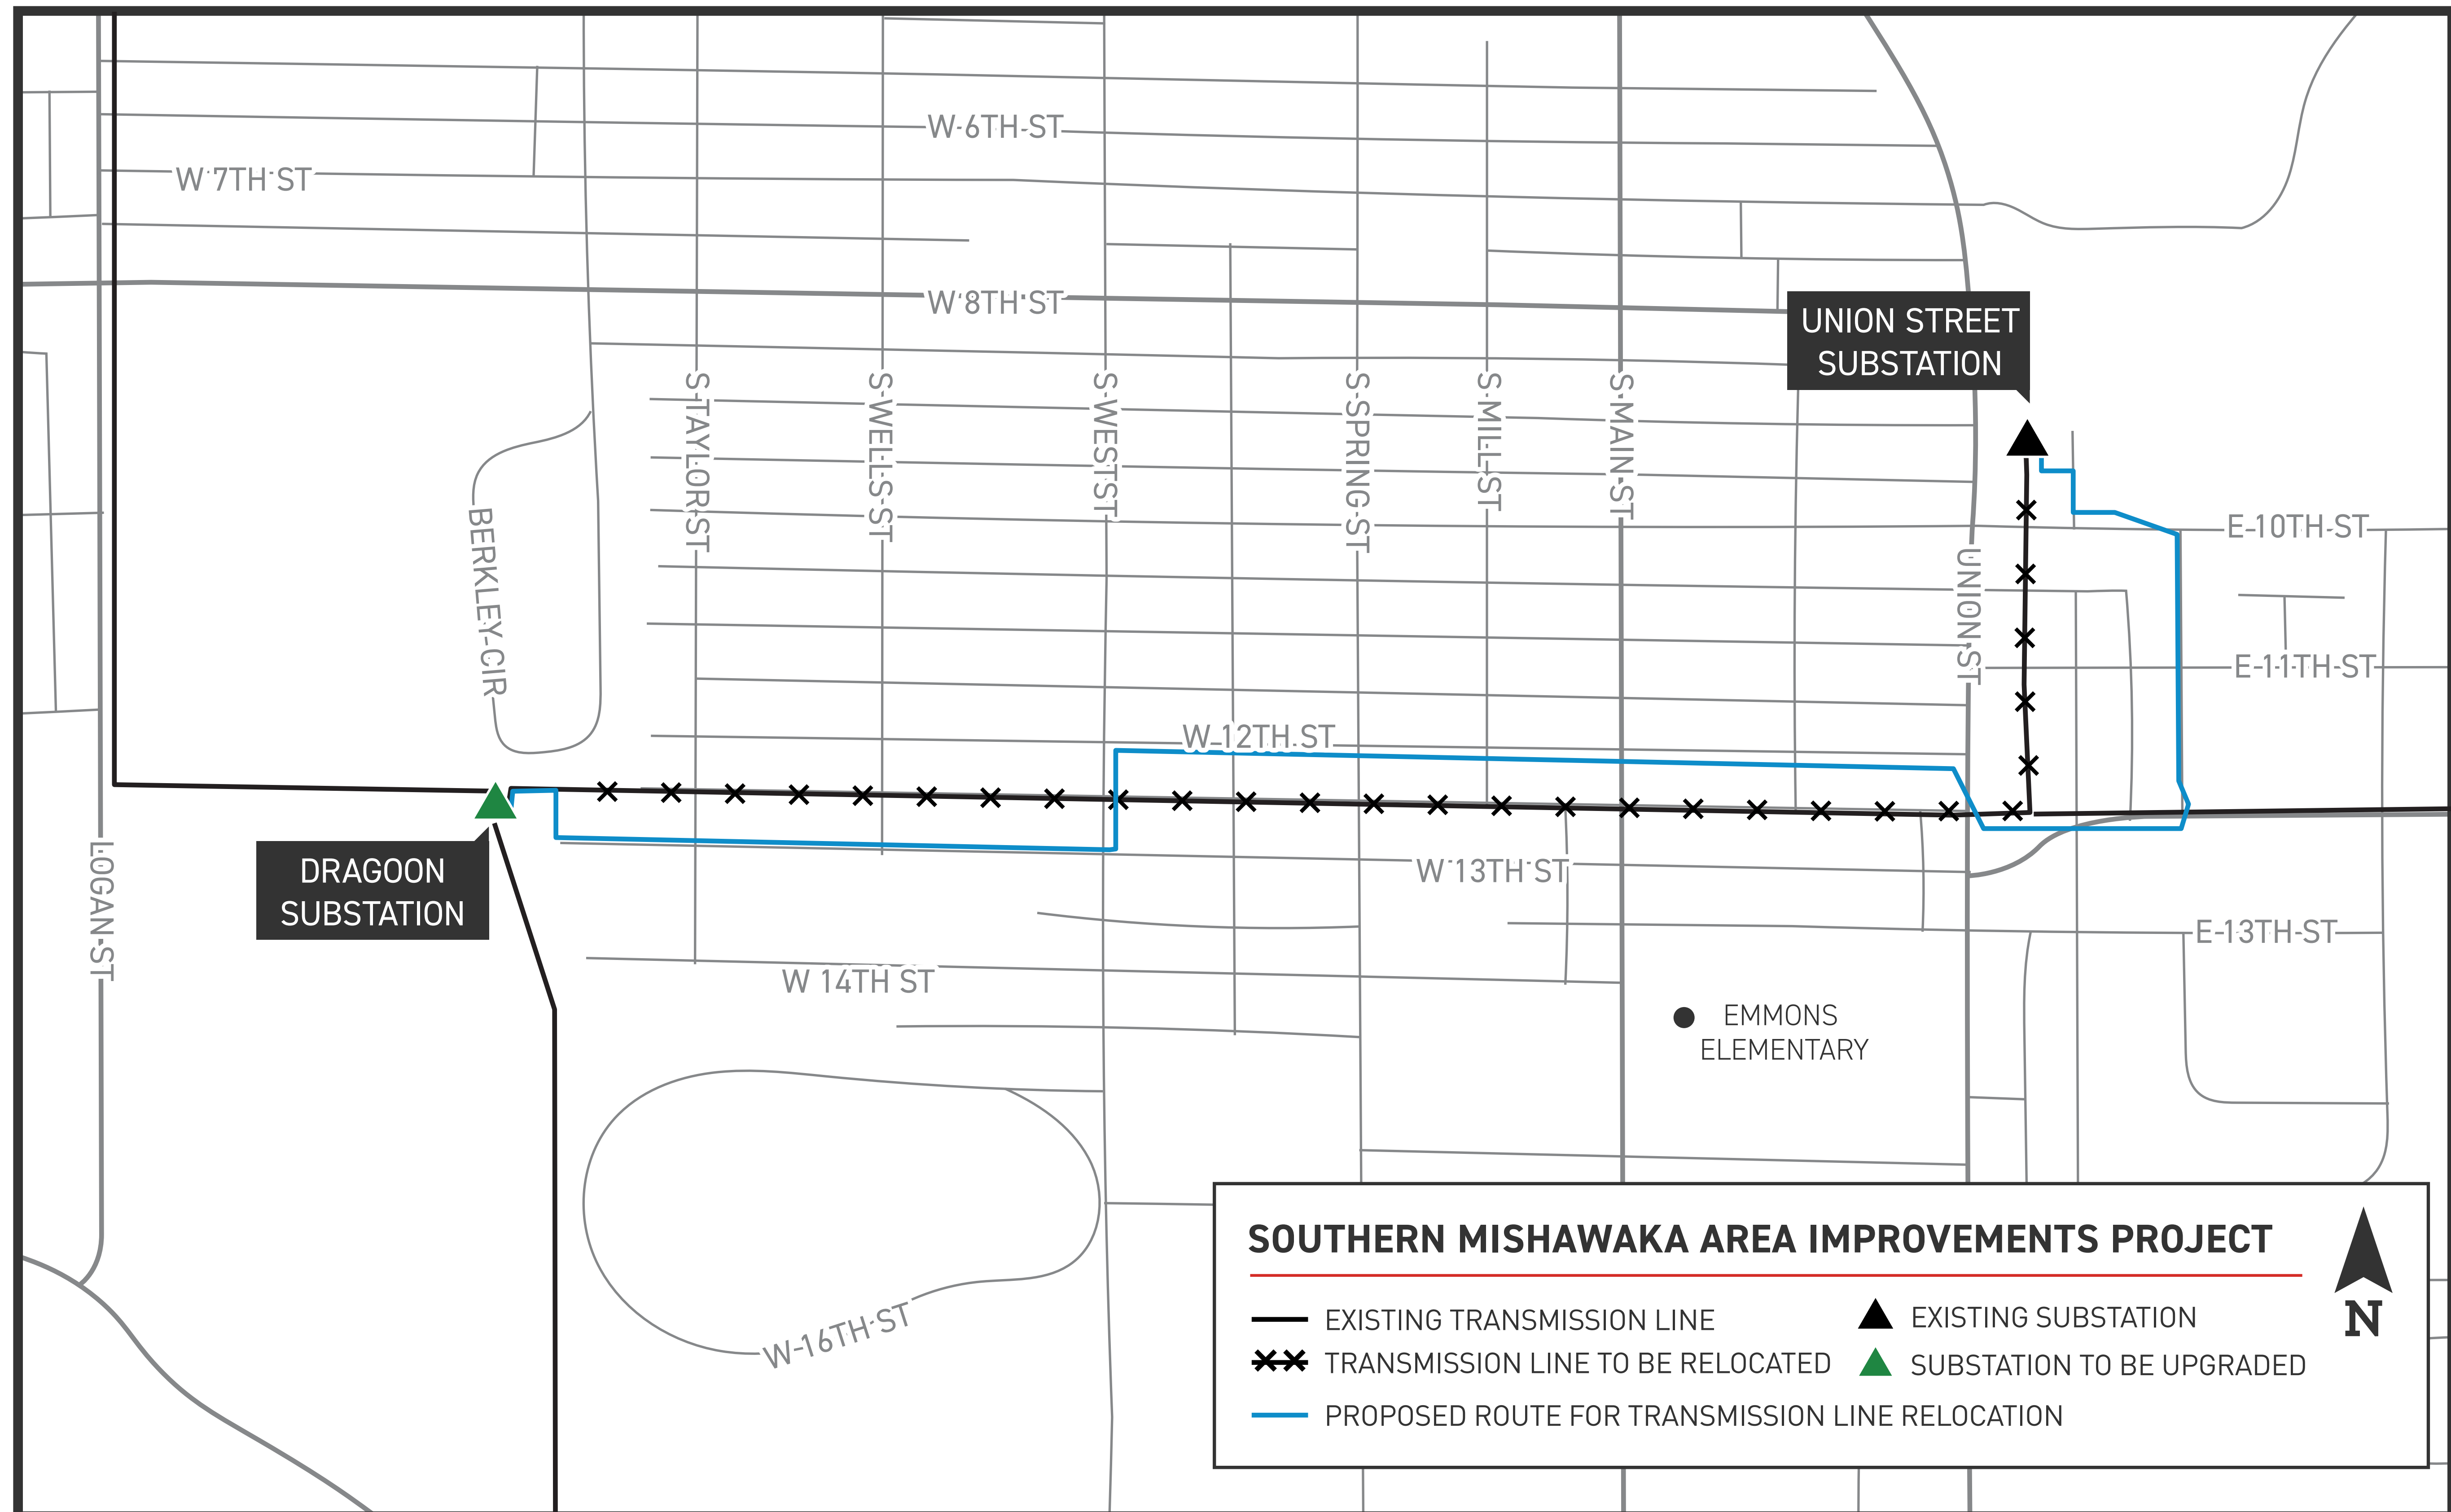 W 6TH ST
W 7TH ST
W 8TH ST
UNION STREET
SUBSTATION
S TAYLOR ST
S WELLS ST
S WEST ST
S SPRING ST
S MILL ST
S MAIN ST
BERKLEY CIR
E 10TH ST
UNION ST
E 11TH ST
W 12TH ST
DRAGOON
SUBSTATION
LOGAN ST
W 13TH ST
E 13TH ST
W 14TH ST
EMMONS
ELEMENTARY
W 16TH ST
SOUTHERN MISHAWAKA AREA IMPROVEMENTS PROJECT
EXISTING TRANSMISSION LINE
EXISTING SUBSTATION
TRANSMISSION LINE TO BE RELOCATED
SUBSTATION TO BE UPGRADED
PROPOSED ROUTE FOR TRANSMISSION LINE RELOCATION
N